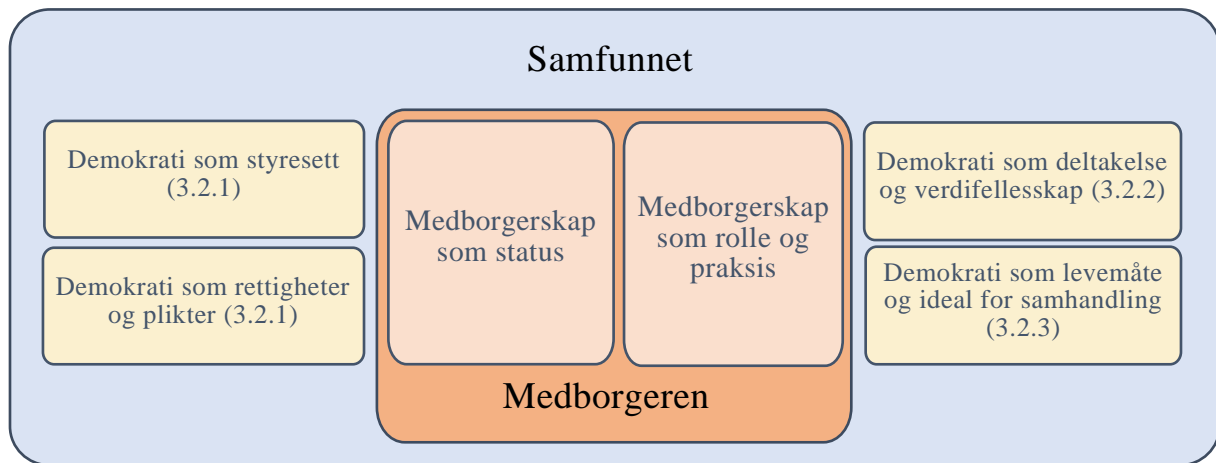 Samfunnet
Demokrati som styresett
(3.2.1)
Demokrati som rettigheter
og plikter (3.2.1)
Medborgerskap
som status
Medborgerskap
som rolle og
praksis
Medborgeren
Demokrati som deltakelse
og verdifellesskap (3.2.2)
Demokrati som levemåte
og ideal for samhandling
(3.2.3)